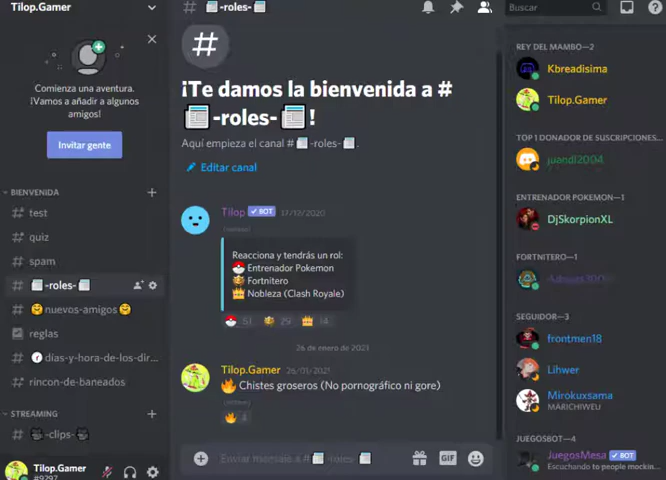 Tilop.Gamer
Comienza una aventura.
¡Vamos a añadir a algunos
amigos!
Invitar gente
BIENVENIDA
test
quiz
spam
-roles-
nuevos-amigos
reglas
dias-y-hora-de-los-dir...
rincon-de-baneados
STREAMING
-clips-
Tilop.Gamer
#9297
# -roles-
¡Te damos la bienvenida a #
-roles- !
Aquí empieza el canal # -roles- .
Editar canal
Tilop BOT 17/12/2020
Reacciona y tendrás un rol:
Entrenador Pokemon
Fortnitero
Nobleza (Clash Royale)
51 29 14
26 de enero de 2021
Tilop.Gamer 26/01/2021
Chistes groseros (No pornográfico ni gore)
4
Enviar mensaje a # -roles-
GIF
Buscar
REY DEL MAMBO—2
Kbreadisima
Tilop.Gamer
TOP 1 DONADOR DE SUSCRIPCIONES...
juandi2004
ENTRENADOR POKEMON—1
DjSkorpionXL
FORTNITERO—1
SEGUIDOR—3
frontmen18
Lihwer
Mirokuxsama
MARICHIWEU
JUEGOSBOT—4
JuegosMesa BOT
Escuchando to people mockin...